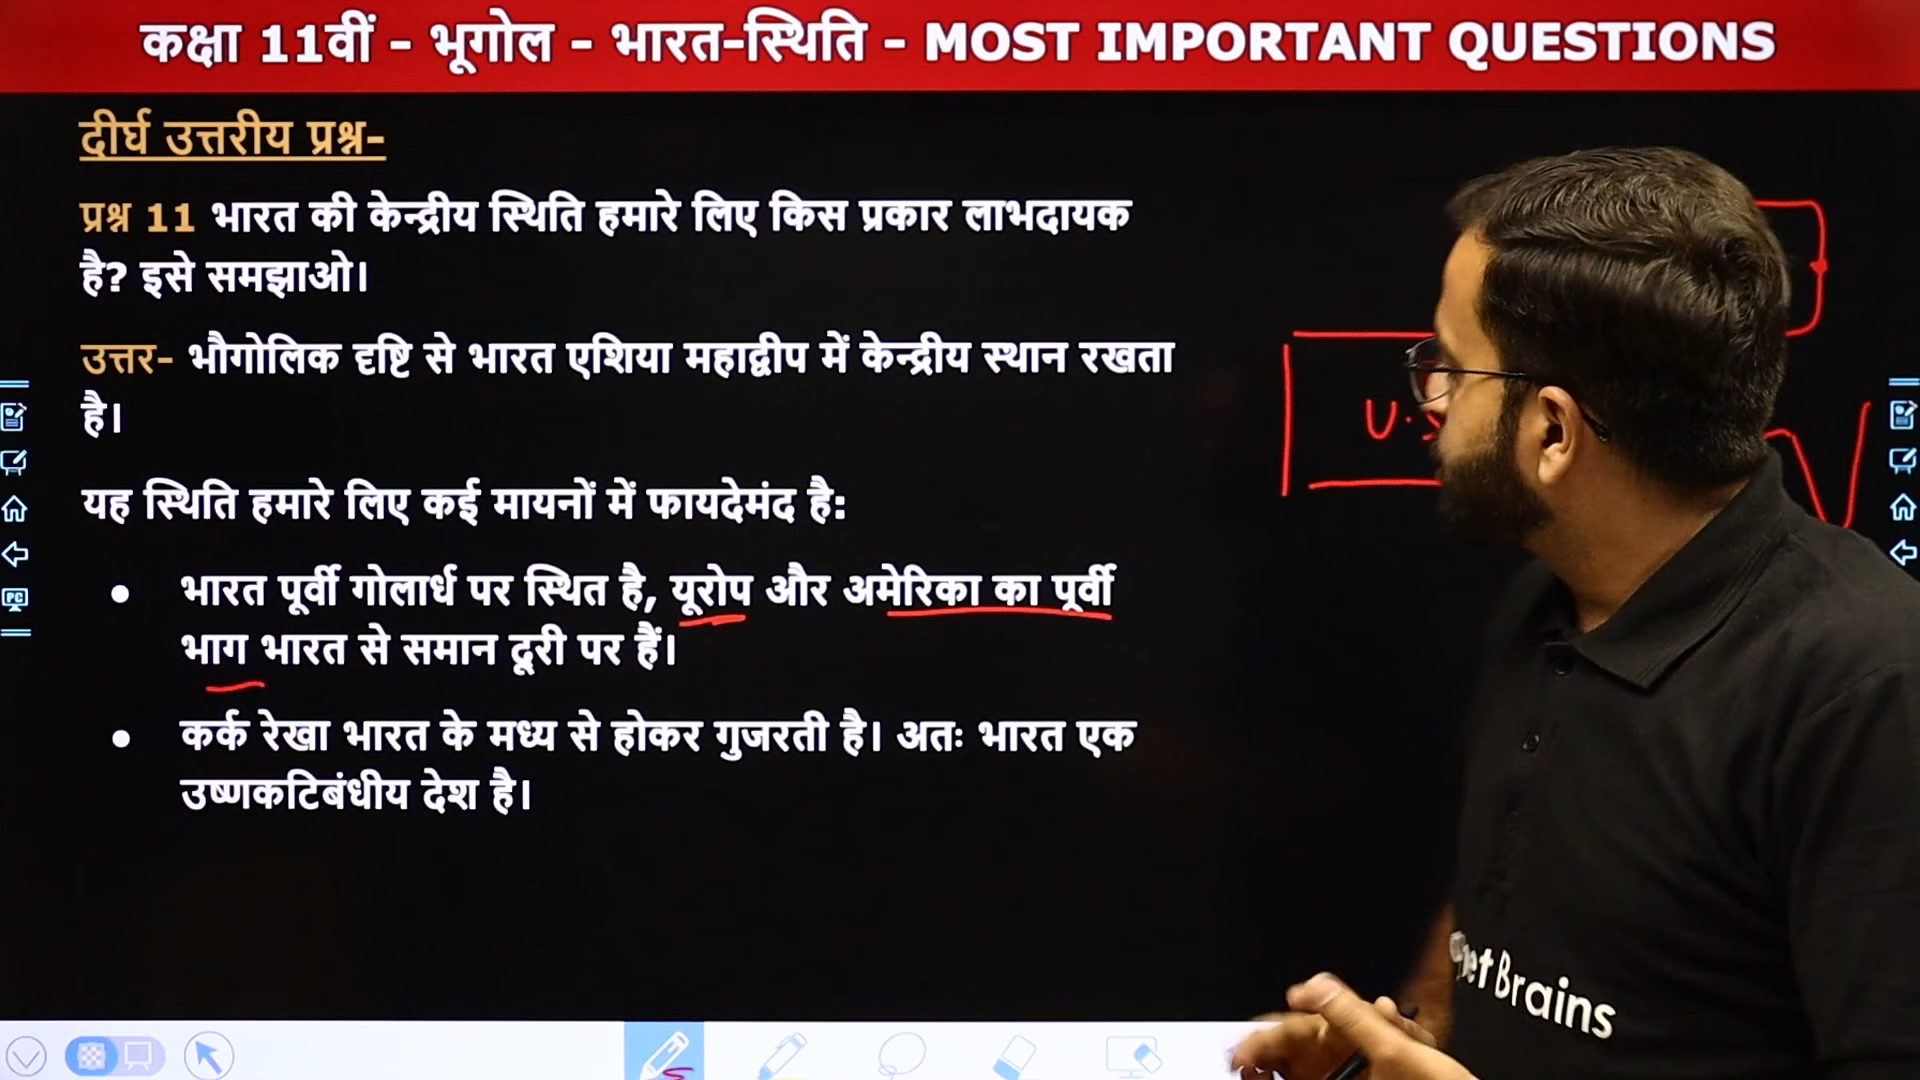 कक्षा 11वीं - भूगोल - भारत-स्थिति - MOST IMPORTANT QUESTIONS
दीर्घ उत्तरीय प्रश्न-
प्रश्न 11 भारत की केन्द्रीय स्थिति हमारे लिए किस प्रकार लाभदायक
है? इसे समझाओ।
उत्तर- भौगोलिक दृष्टि से भारत एशिया महाद्वीप में केन्द्रीय स्थान रखता
है।
यह स्थिति हमारे लिए कई मायनों में फायदेमंद है:
• भारत पूर्वी गोलार्ध पर स्थित है, यूरोप और अमेरिका का पूर्वी
भाग भारत से समान दूरी पर हैं।
• कर्क रेखा भारत के मध्य से होकर गुजरती है। अतः भारत एक
उष्णकटिबंधीय देश है।
U.
Brains
PC